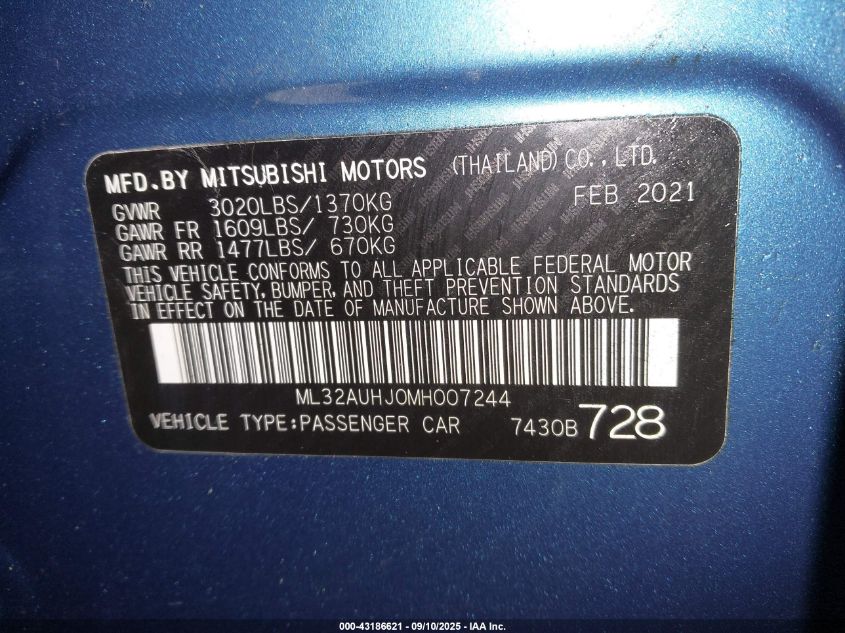 MFD.BY MITSUBISHI MOTORS (THAILAND) CO., LTD.
GVWR 3020LBS/1370KG FEB 2021
GAWR FR 1609LBS/ 730KG
GAWR RR 1477LBS/ 670KG
THIS VEHICLE CONFORMS TO ALL APPLICABLE FEDERAL MOTOR
VEHICLE SAFETY, BUMPER, AND THEFT PREVENTION STANDARDS
IN EFFECT ON THE DATE OF MANUFACTURE SHOWN ABOVE.
ML32AUHJ0MH007244
VEHICLE TYPE:PASSENGER CAR 7430B 728
000-43186621 - 09/10/2025 - IAA Inc.